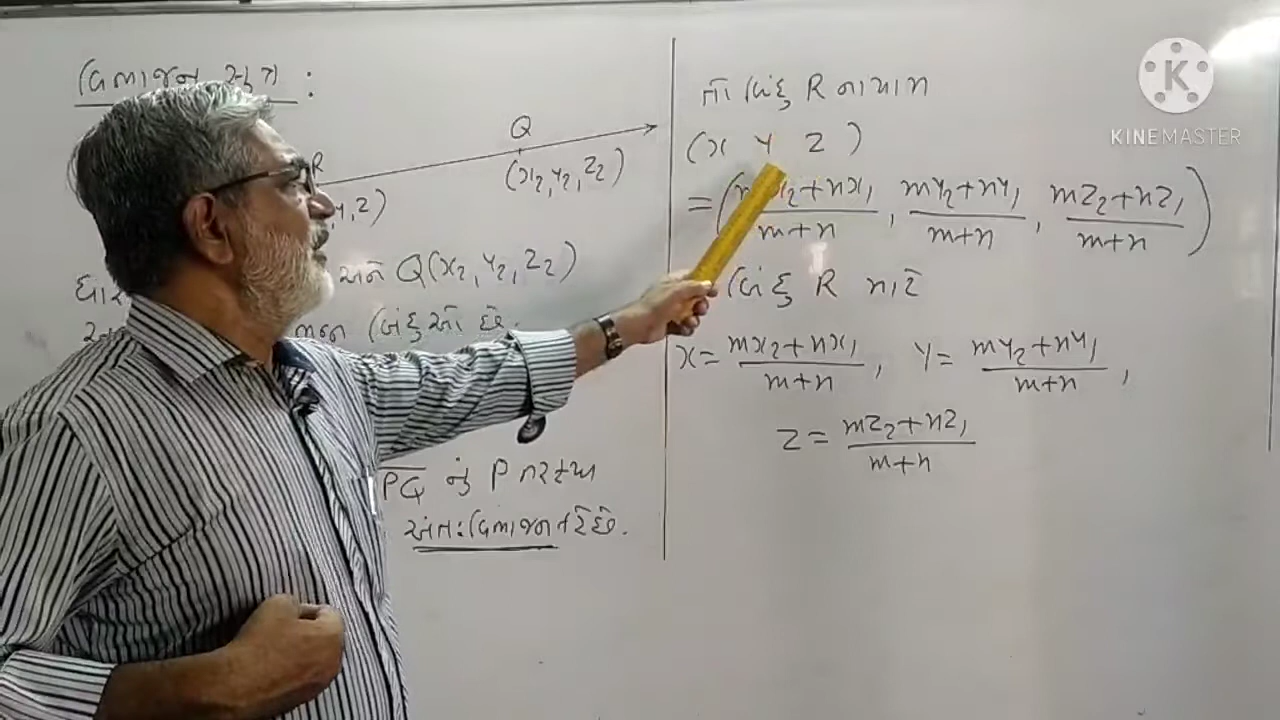 વિભાજન સૂત્ર :
Q
R
(x₂, y₂, z₂)
y, z)
ધા
અને Q(x₂, y₂, z₂)
બિંદુઓ છે.
PQ નું P તરફથી
અંતઃવિભાજન કરે છે.
તો બિંદુ R ના યામ
(x y z)
=(mx₂+nx₁/m+n, my₂+ny₁/m+n, mz₂+nz₁/m+n)
બિંદુ R માટે
x = mx₂+nx₁/m+n, y = my₂+ny₁/m+n,
z = mz₂+nz₁/m+n
K
KINEMASTER